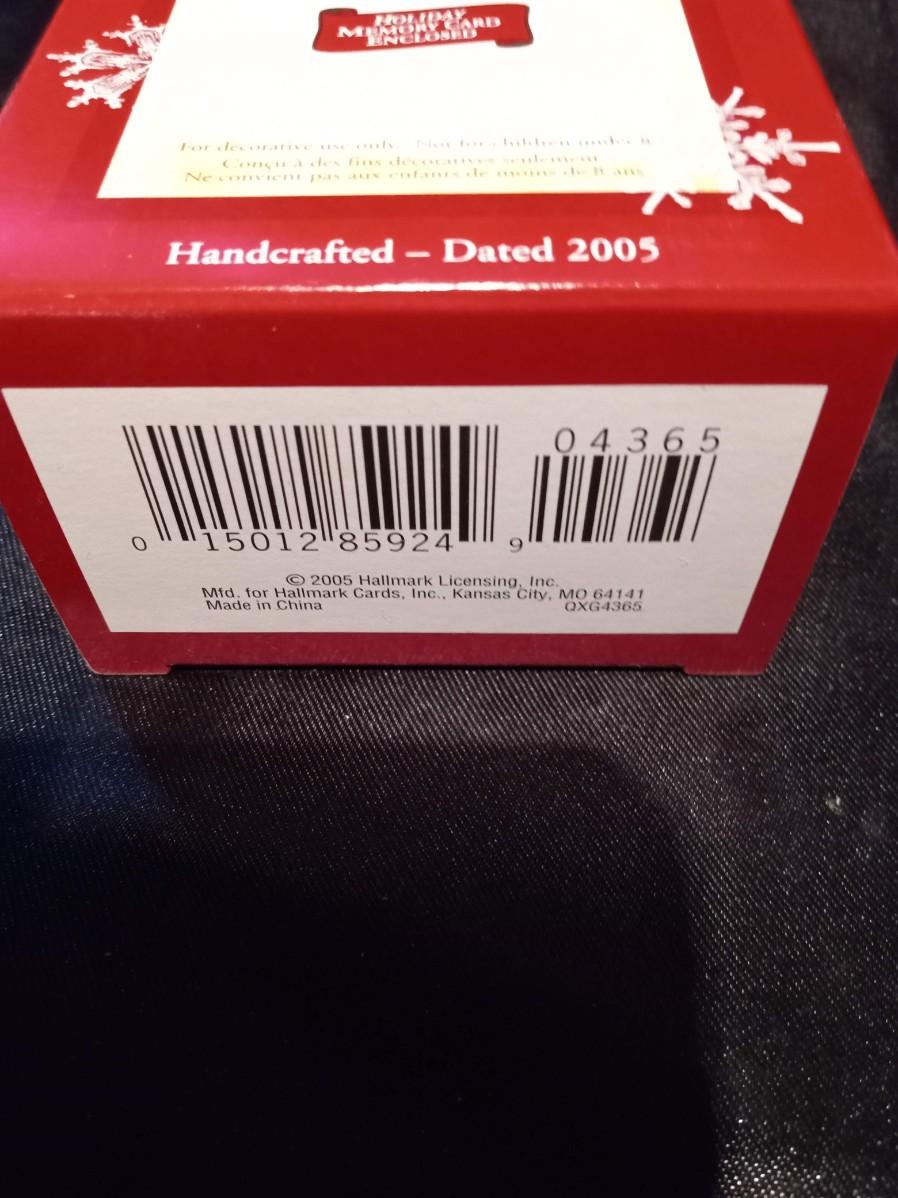 HOLIDAY
MEMORY CARD
ENCLOSED
For decorative use only. Not for children under 8.
Conçu à des fins décoratives seulement.
Ne convient pas aux enfants de moins de 8 ans.
Handcrafted – Dated 2005
04365
0 15012 85924 9
© 2005 Hallmark Licensing, Inc.
Mfd. for Hallmark Cards, Inc., Kansas City, MO 64141
Made in China QXG4365